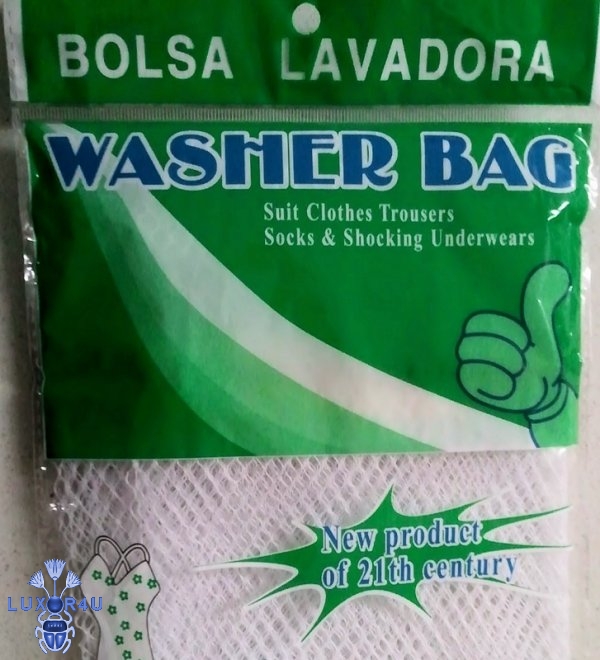 BOLSA LAVADORA
WASHER BAG
Suit Clothes Trousers
Socks & Shocking Underwears
New product
of 21th century
LUXOR4U